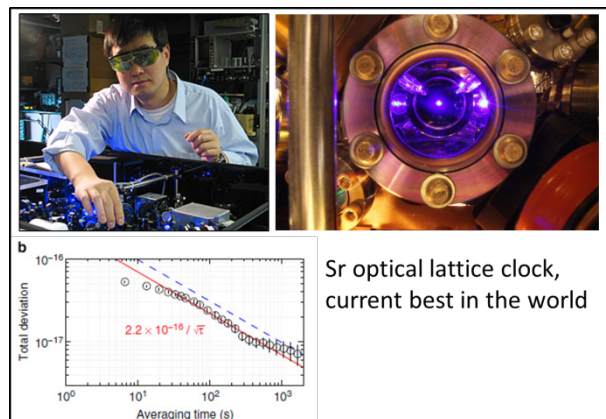 b
Sr optical lattice clock,
current best in the world
10⁻¹⁶
Total deviation
2.2 × 10⁻¹⁶ / √τ
10⁻¹⁷
10⁰
10¹
10²
10³
Averaging time (s)